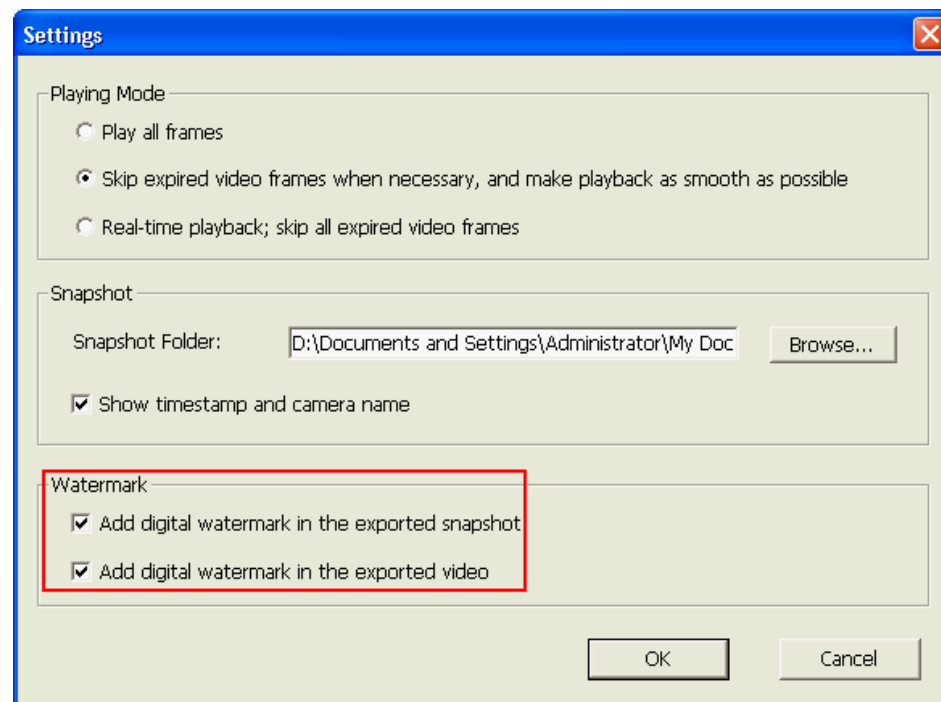 Settings
Playing Mode
Play all frames
Skip expired video frames when necessary, and make playback as smooth as possible
Real-time playback; skip all expired video frames
Snapshot
Snapshot Folder: D:\Documents and Settings\Administrator\My Doc Browse...
Show timestamp and camera name
Watermark
Add digital watermark in the exported snapshot
Add digital watermark in the exported video
OK Cancel